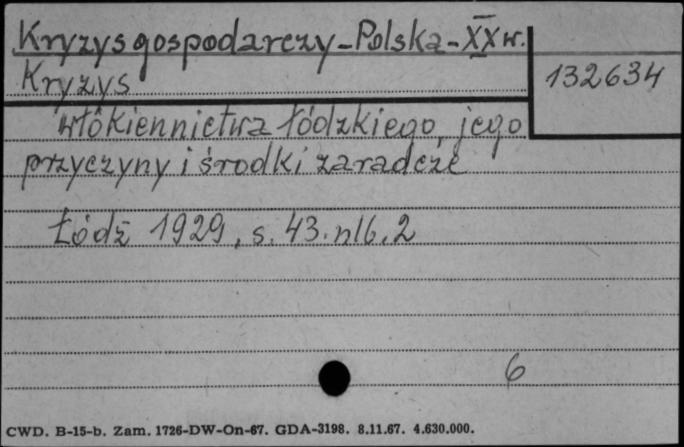 Kryzys gospodarczy-Polska-XX w.
Kryzys
132634
włókiennictwa łódzkiego, jego
przyczyny i środki zaradcze
Łódź 1929, s. 43. nlb. 2
6
CWD. B-15-b. Zam. 1726-DW-On-67. GDA-3198. 8.11.67. 4.630.000.